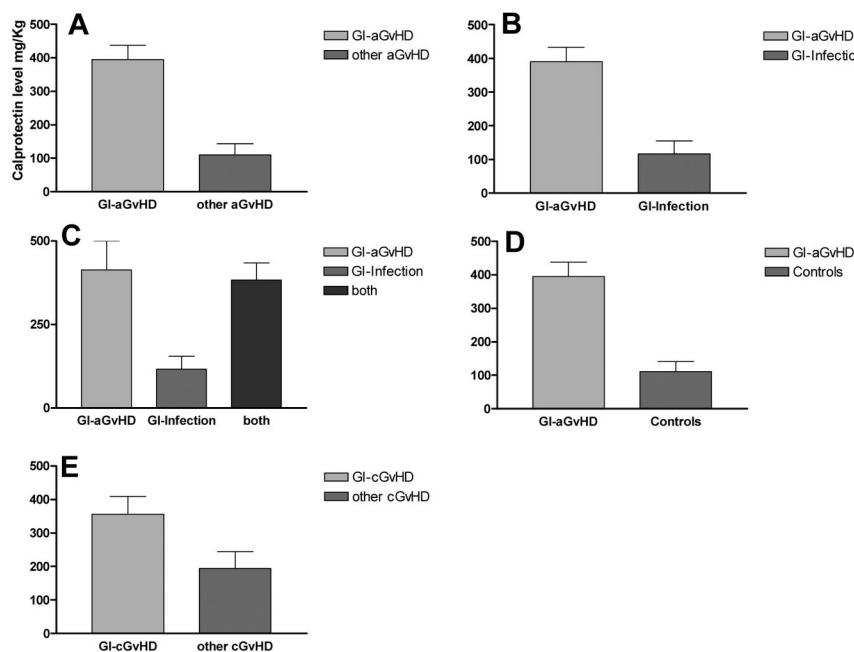 A
Calprotectin level mg/Kg
500
400
300
200
100
0
GI-aGvHD other aGvHD
GI-aGvHD
other aGvHD
B
500
400
300
200
100
0
GI-aGvHD GI-Infection
GI-aGvHD
GI-Infectio
C
500
250
0
GI-aGvHD GI-Infection both
GI-aGvHD
GI-Infection
both
D
500
400
300
200
100
0
GI-aGvHD Controls
GI-aGvHD
Controls
E
500
400
300
200
100
0
GI-cGvHD other cGvHD
GI-cGvHD
other cGvHD